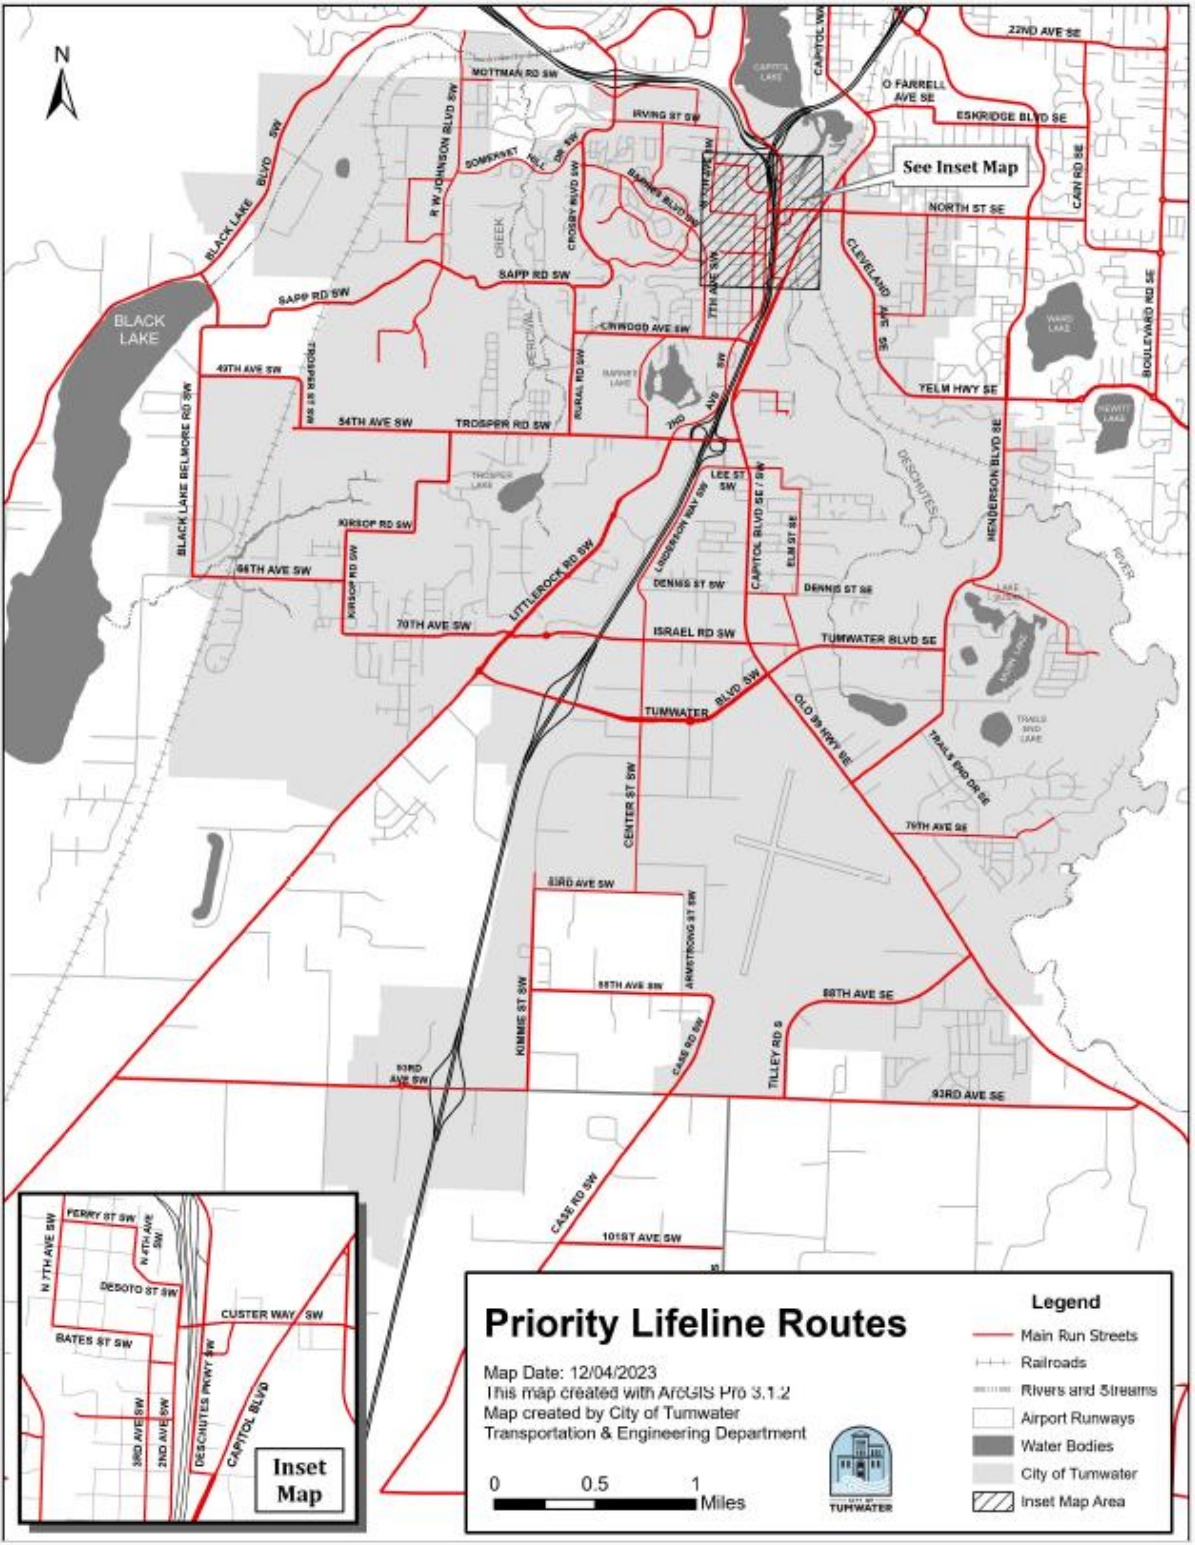 N
22ND AVE SE
MOTTMAN RD SW
CAPITOL
LAKE
CAPITOL WAY
O FARRELL
AVE SE
ESKRIDGE BLVD SE
IRVING ST SW
BLACK LAKE BLVD SW
R W JOHNSON BLVD SW
SOMERSET HILL DR SW
CROSBY BLVD SW
BARNES BLVD SW
See Inset Map
CAIN RD SE
NORTH ST SE
CREEK
SAPP RD SW
SAPP RD SW
7TH AVE SW
CLEVELAND AVE SE
BLACK
LAKE
PERCIVAL
LINWOOD AVE SW
WARD
LAKE
BOULEVARD RD SE
49TH AVE SW
TROSPER ST SW
RURAL RD SW
BARNES
LAKE
2ND AVE SW
YELM HWY SE
HEWITT
LAKE
54TH AVE SW
TROSPER RD SW
BLACK LAKE BELMORE RD SW
TROSPER
LAKE
LEE ST
SW
CAPITOL BLVD SE / SW
DESCHUTES
RIVER
HENDERSON BLVD SE
KIRSOP RD SW
LINDERSON WAY SW
ELM ST SE
66TH AVE SW
KIRSOP RD SW
LITTLEROCK RD SW
DENNIS ST SW
DENNIS ST SE
LAKE
SUSAN
70TH AVE SW
ISRAEL RD SW
TUMWATER BLVD SE
MUNN LAKE
TUMWATER BLVD SW
OLD 99 HWY SE
TRAILS
END
LAKE
TRAILS END DR SE
CENTER ST SW
79TH AVE SE
83RD AVE SW
ARMSTRONG ST SW
88TH AVE SW
88TH AVE SE
KIMMIE ST SW
CASE RD SW
TILLEY RD S
93RD
AVE SW
93RD AVE SE
CASE RD SW
101ST AVE SW
S
PERRY ST SW
N 7TH AVE SW
N 4TH AVE
SW
DESOTO ST SW
CUSTER WAY SW
BATES ST SW
3RD AVE SW
2ND AVE SW
DESCHUTES PKWY SW
CAPITOL BLVD
Inset
Map
Priority Lifeline Routes
Map Date: 12/04/2023
This map created with ArcGIS Pro 3.1.2
Map created by City of Tumwater
Transportation & Engineering Department
0 0.5 1
Miles
CITY OF
TUMWATER
Legend
Main Run Streets
Railroads
Rivers and Streams
Airport Runways
Water Bodies
City of Tumwater
Inset Map Area